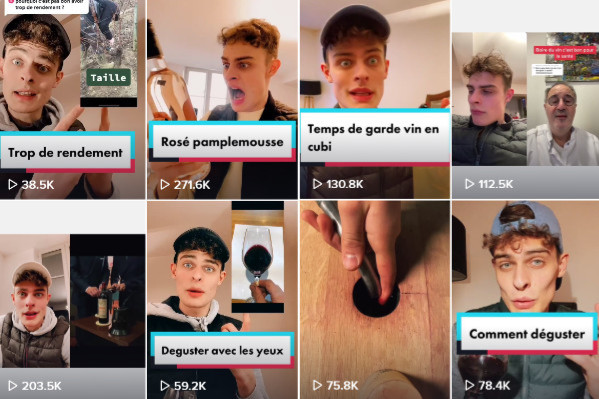 pourquoi c'est pas bon avoir
trop de rendement ?
Taille
Trop de rendement
38.5K
Rosé pamplemousse
271.6K
Temps de garde vin en
cubi
130.8K
Boire du vin c'est bon pour
la santé
112.5K
203.5K
Deguster avec les yeux
59.2K
75.8K
Comment déguster
78.4K